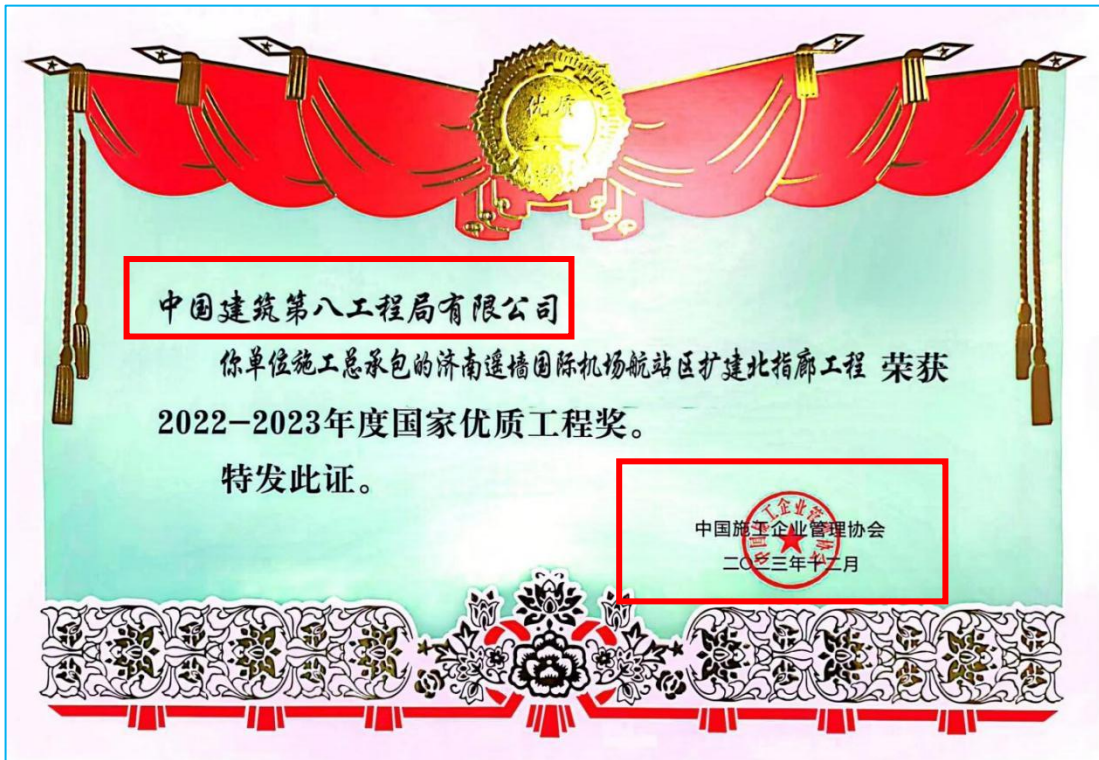 优质
中国建筑第八工程局有限公司
你单位施工总承包的济南遥墙国际机场航站区扩建北指廊工程 荣获
2022-2023年度国家优质工程奖。
特发此证。
中国施工企业管理协会
二〇二三年十二月